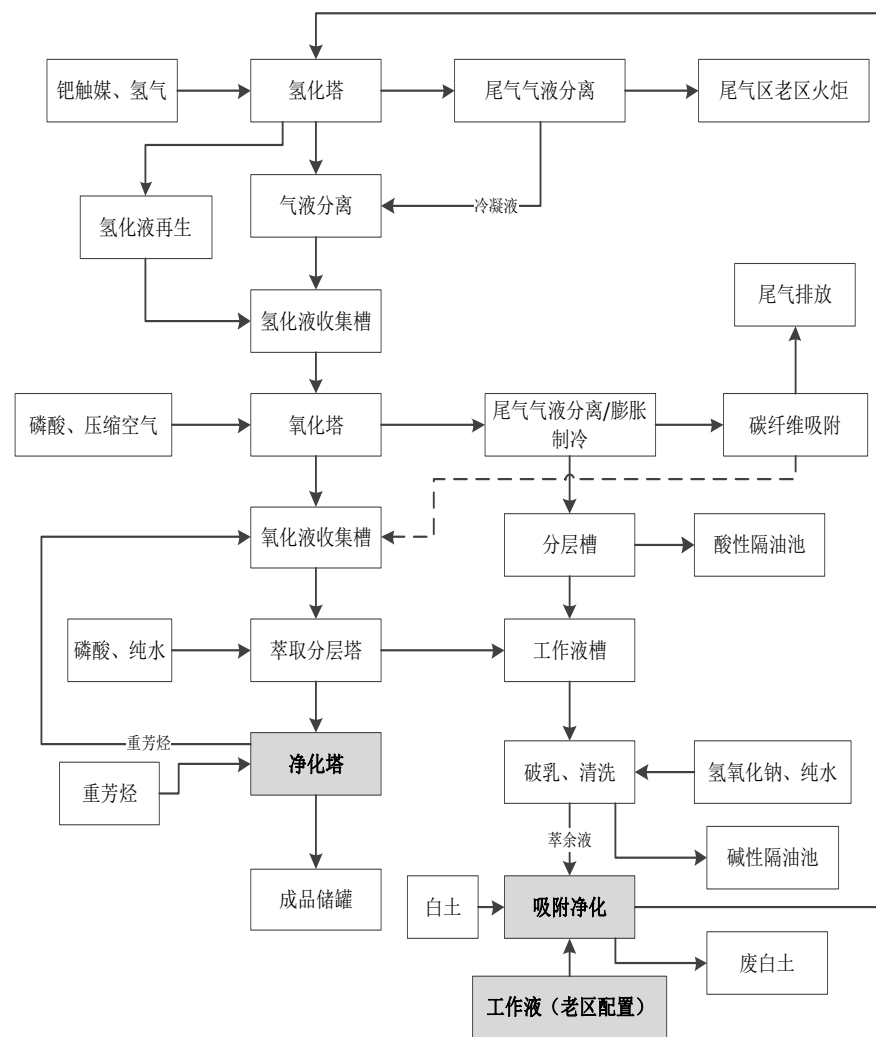 钯触媒、氢气
氢化塔
尾气气液分离
尾气区老区火炬
氢化液再生
气液分离
冷凝液
氢化液收集槽
尾气排放
磷酸、压缩空气
氧化塔
尾气气液分离/膨胀
制冷
碳纤维吸附
氧化液收集槽
分层槽
酸性隔油池
磷酸、纯水
萃取分层塔
工作液槽
重芳烃
净化塔
重芳烃
破乳、清洗
氢氧化钠、纯水
萃余液
碱性隔油池
成品储罐
白土
吸附净化
废白土
工作液（老区配置）